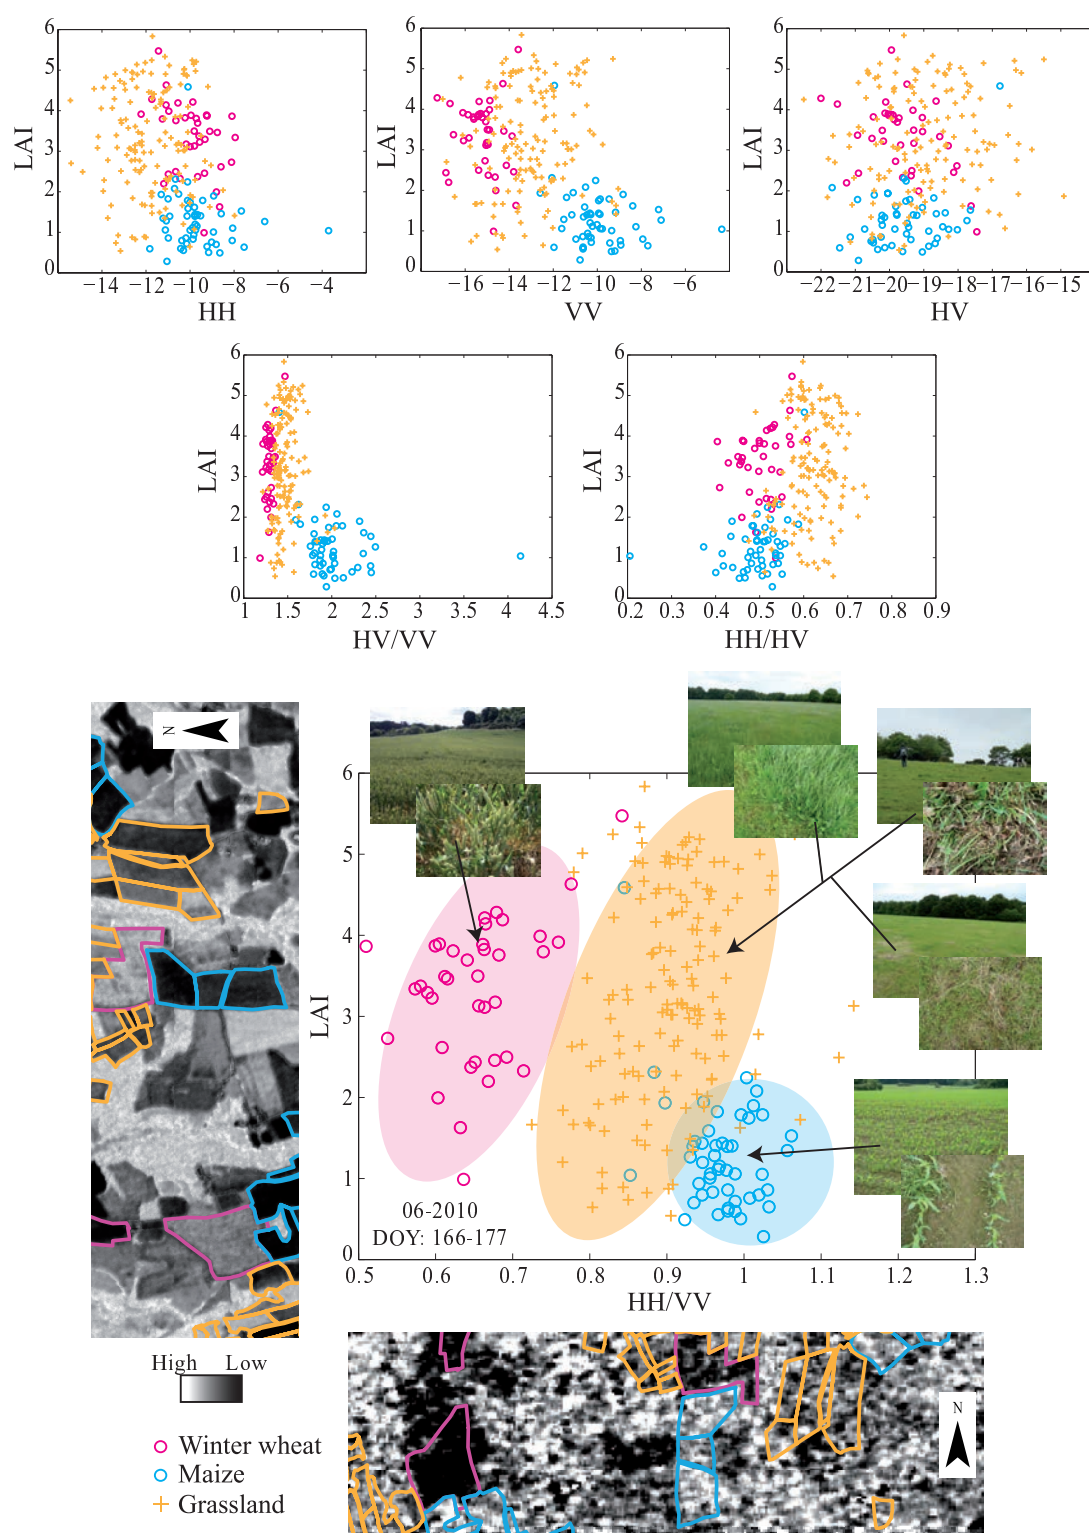 6
5
4
3
2
1
0
LAI
−14 −12 −10 −8 −6 −4
HH
6
5
4
3
2
1
0
LAI
−16 −14 −12 −10 −8 −6
VV
6
5
4
3
2
1
0
LAI
−22 −21 −20 −19 −18 −17 −16 −15
HV
6
5
4
3
2
1
0
LAI
1 1.5 2 2.5 3 3.5 4 4.5
HV/VV
6
5
4
3
2
1
0
LAI
0.2 0.3 0.4 0.5 0.6 0.7 0.8 0.9
HH/HV
N
6
5
4
3
2
1
0
LAI
06-2010
DOY: 166-177
0.5 0.6 0.7 0.8 0.9 1 1.1 1.2 1.3
HH/VV
High Low
Winter wheat
Maize
Grassland
N